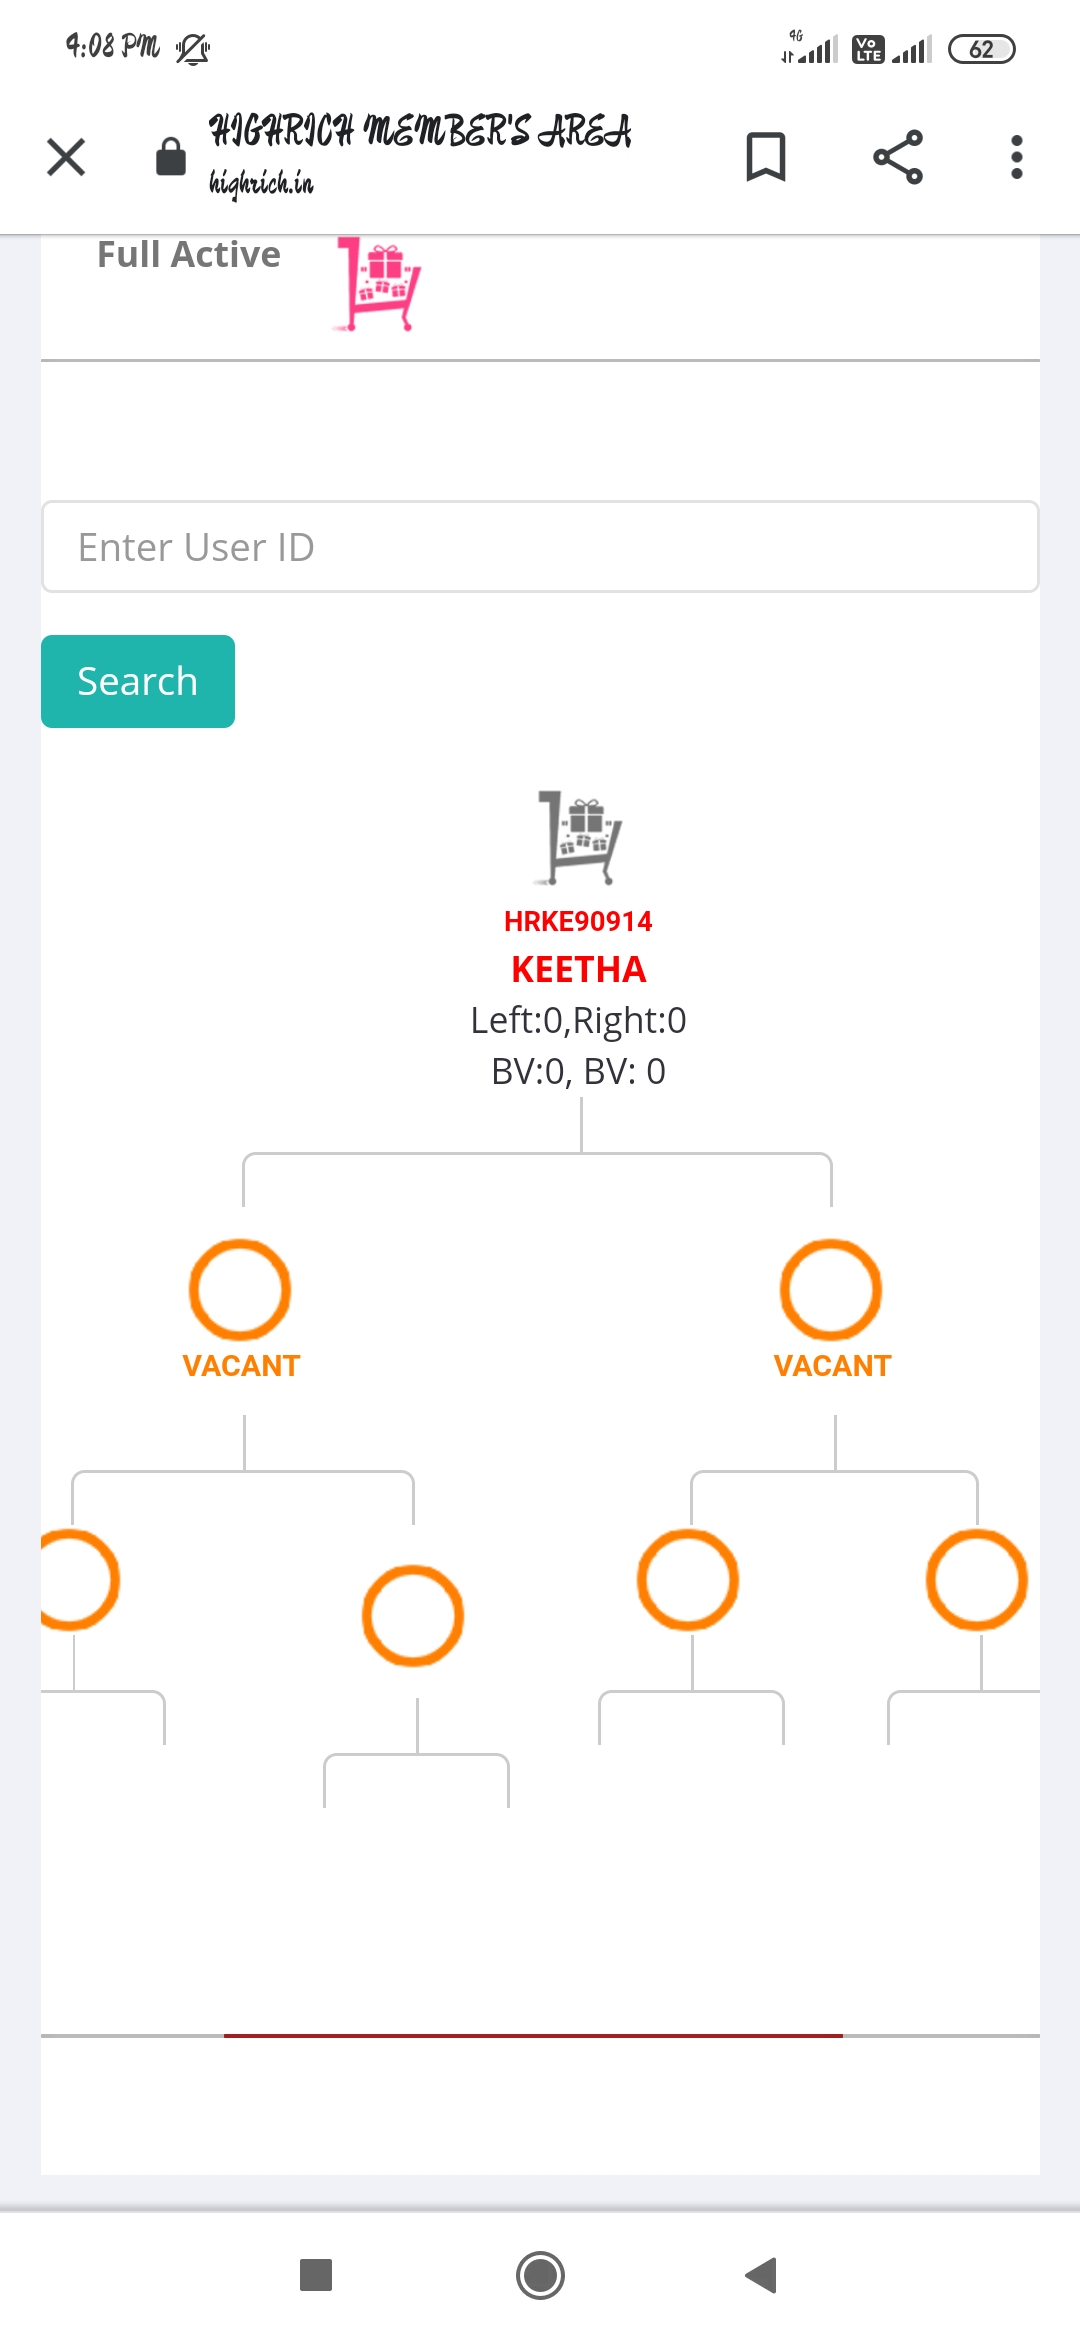 4:08 PM
4G
Vo
LTE
62
HIGHRICH MEMBER'S AREA
highrich.in
Full Active
Enter User ID
Search
HRKE90914
KEETHA
Left:0,Right:0
BV:0, BV: 0
VACANT
VACANT